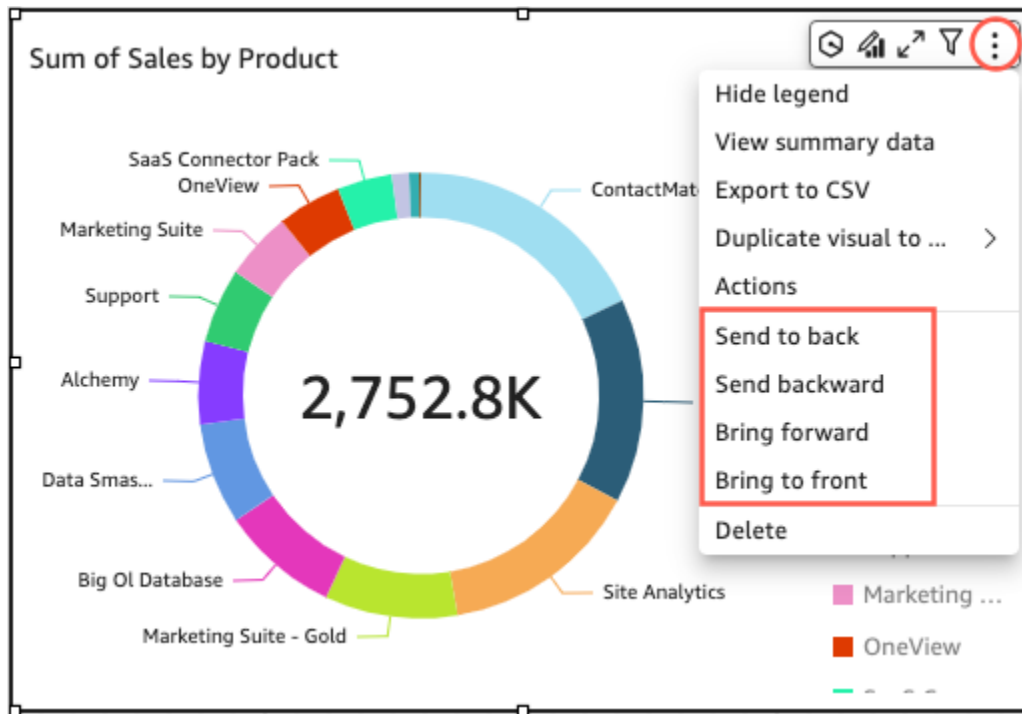 Sum of Sales by Product
Hide legend
View summary data
Export to CSV
Duplicate visual to ...
Actions
Send to back
Send backward
Bring forward
Bring to front
Delete
SaaS Connector Pack
OneView
Marketing Suite
Support
Alchemy
Data Smas...
Big Ol Database
Marketing Suite - Gold
ContactMat
Site Analytics
2,752.8K
Marketing ...
OneView